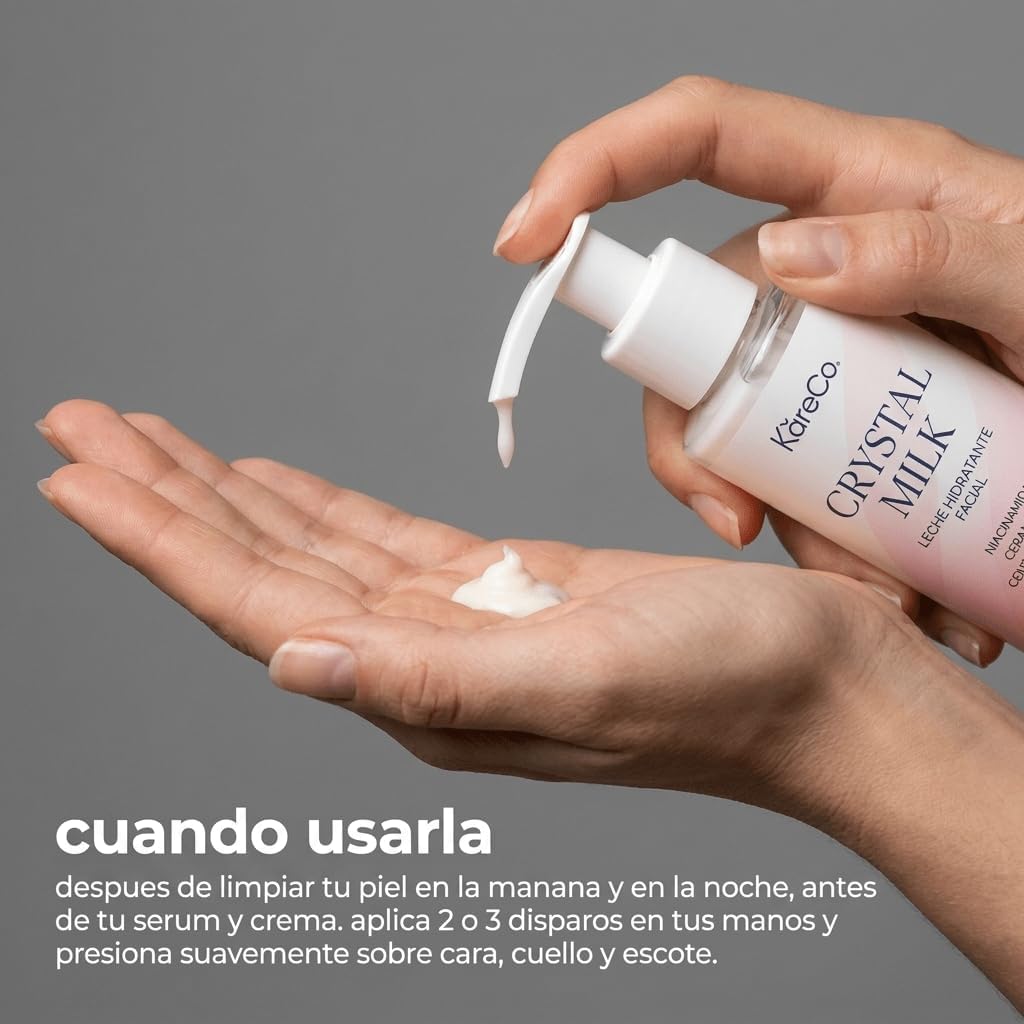 KăreCo.
CRYSTAL
MILK
LECHE HIDRATANTE
FACIAL
cuando usarla
despues de limpiar tu piel en la manana y en la noche, antes
de tu serum y crema. aplica 2 o 3 disparos en tus manos y
presiona suavemente sobre cara, cuello y escote.